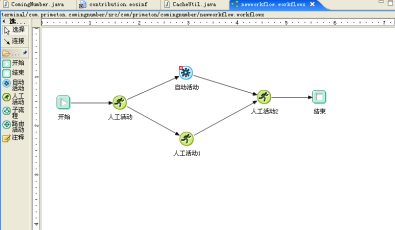 ComingNumber.java
contribution.eosinf
CacheUtil.java
newworkflow.workflowx
terminal/com.primeton.comingnumber/src/com/primeton/comingnumber/newworkflow.workflowx
选择
连接
开始
结束
自动
活动
人工
活动
子流
程
路由
活动
注释
自动活动
开始
人工活动
人工活动2
结束
人工活动1